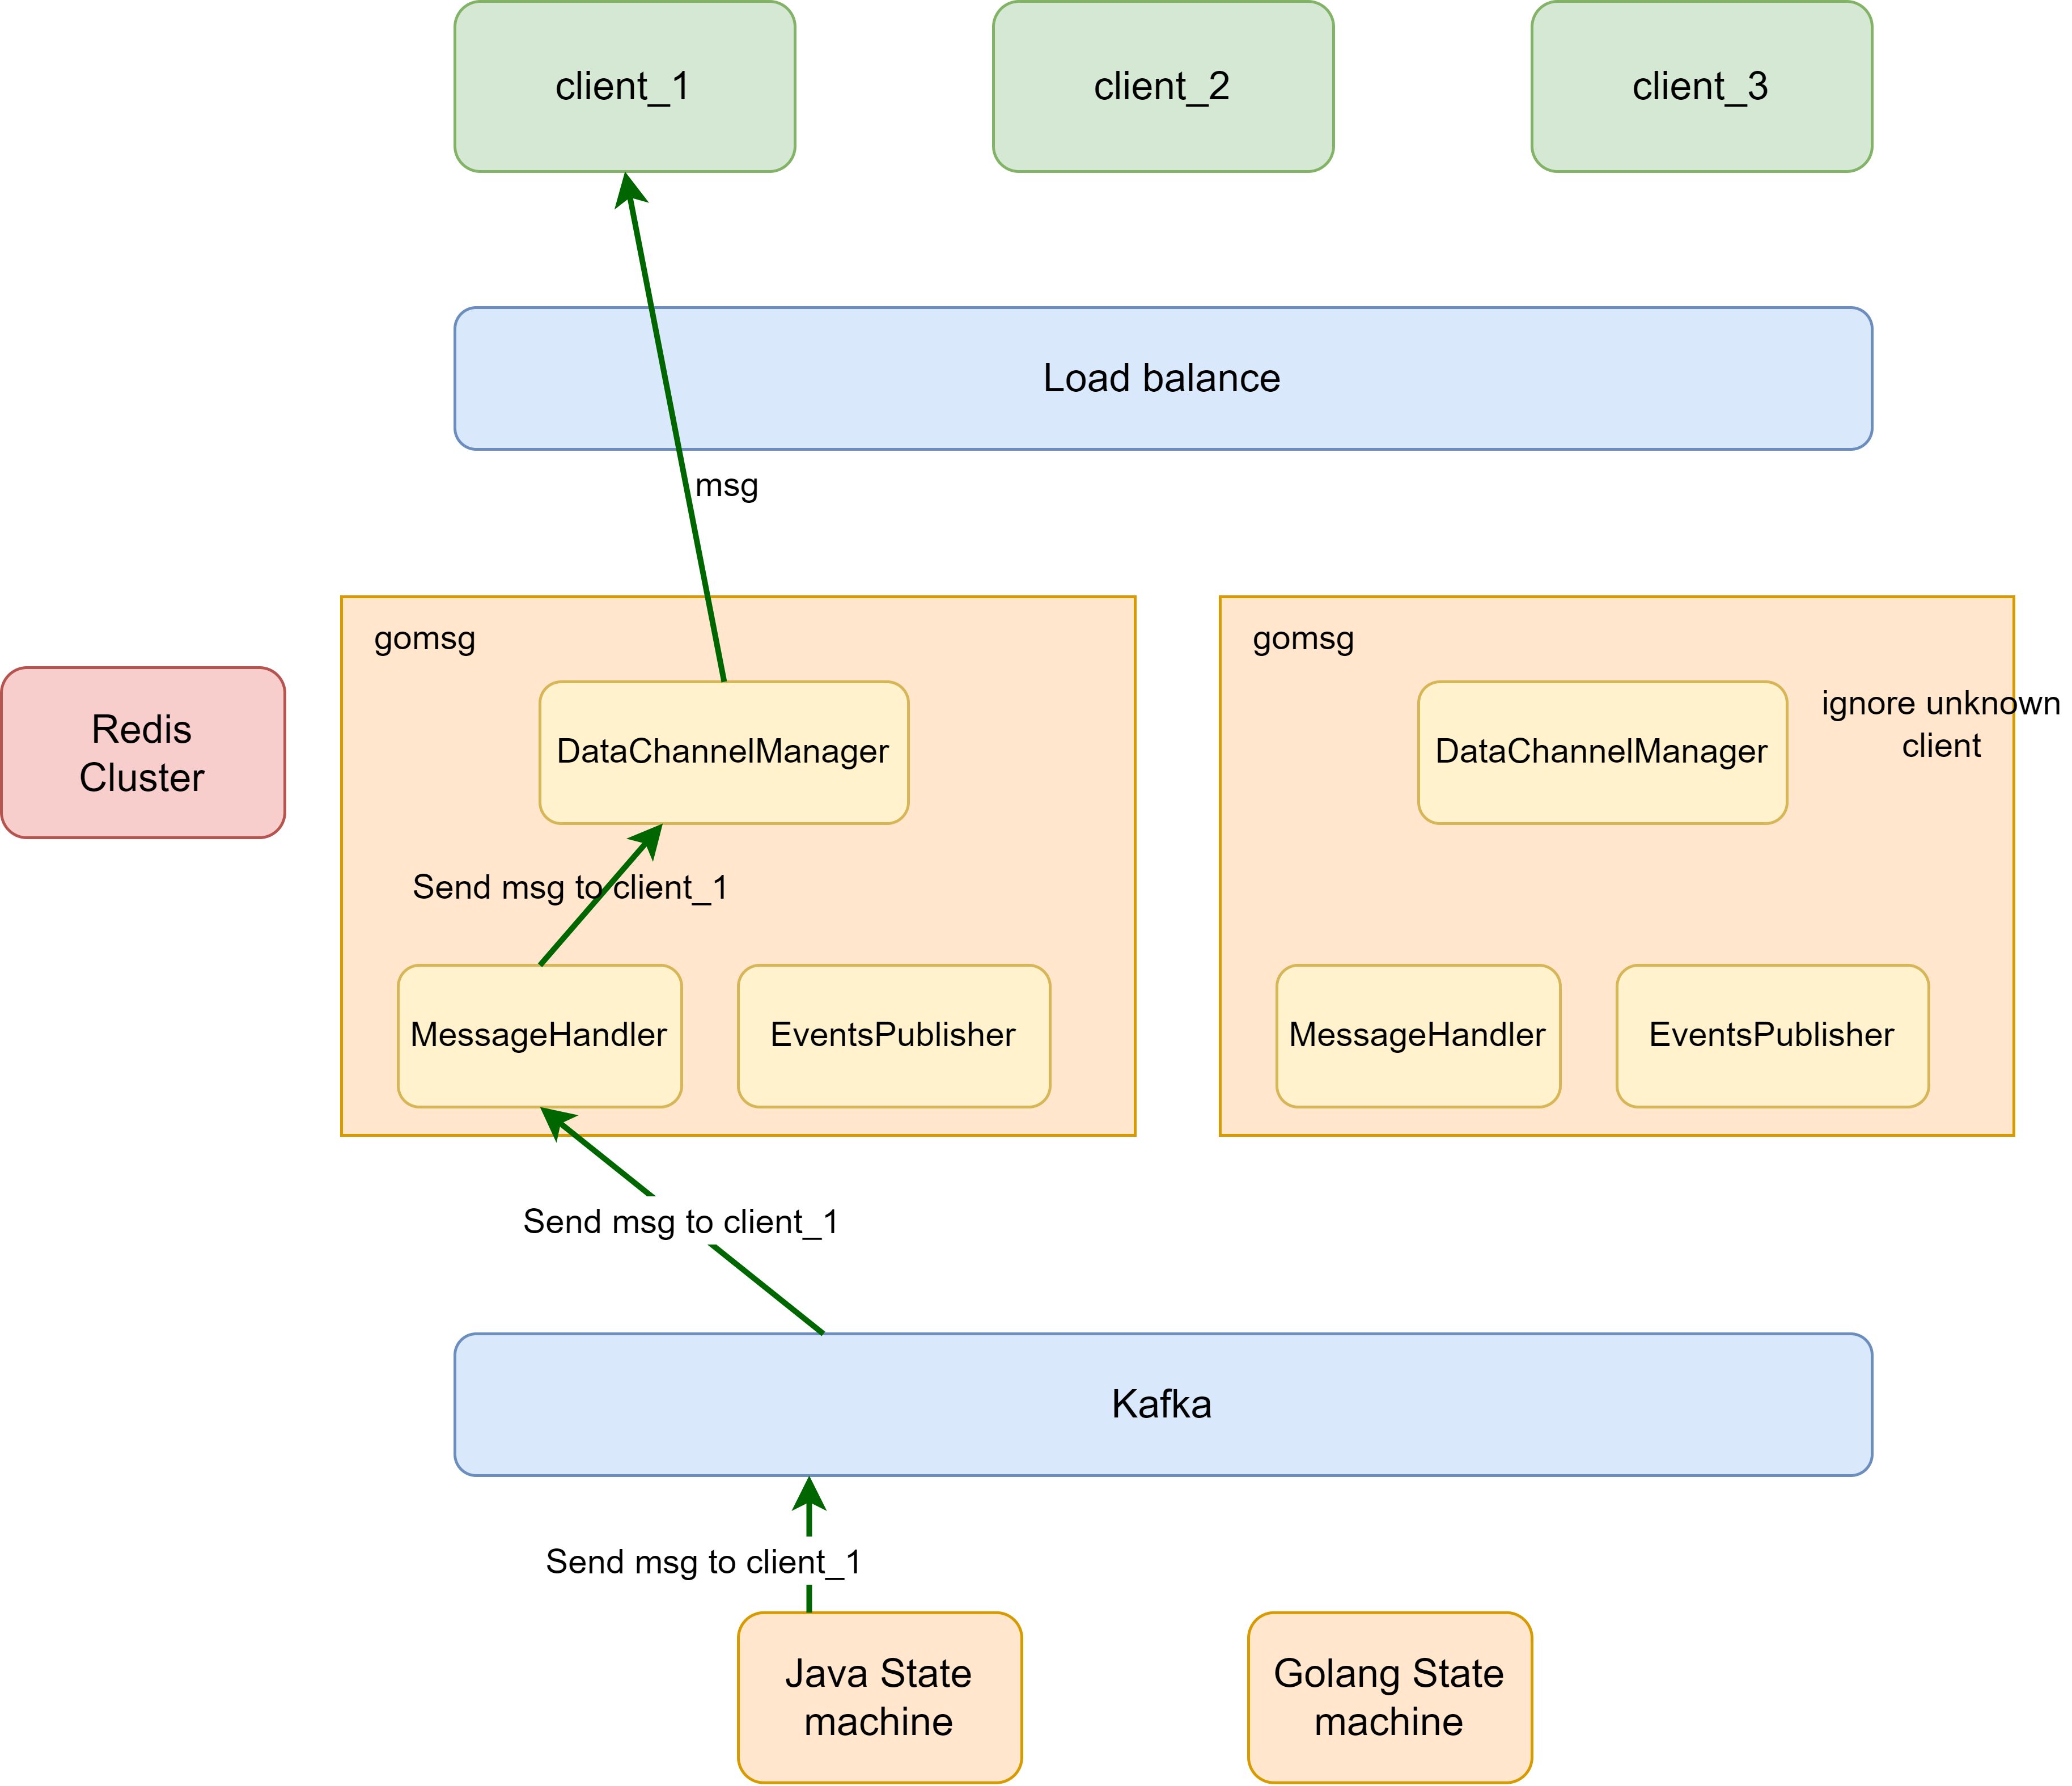 client_1
client_2
client_3
Load balance
msg
gomsg
gomsg
Redis
Cluster
DataChannelManager
DataChannelManager
ignore unknown
client
Send msg to client_1
MessageHandler
EventsPublisher
MessageHandler
EventsPublisher
Send msg to client_1
Kafka
Send msg to client_1
Java State
machine
Golang State
machine